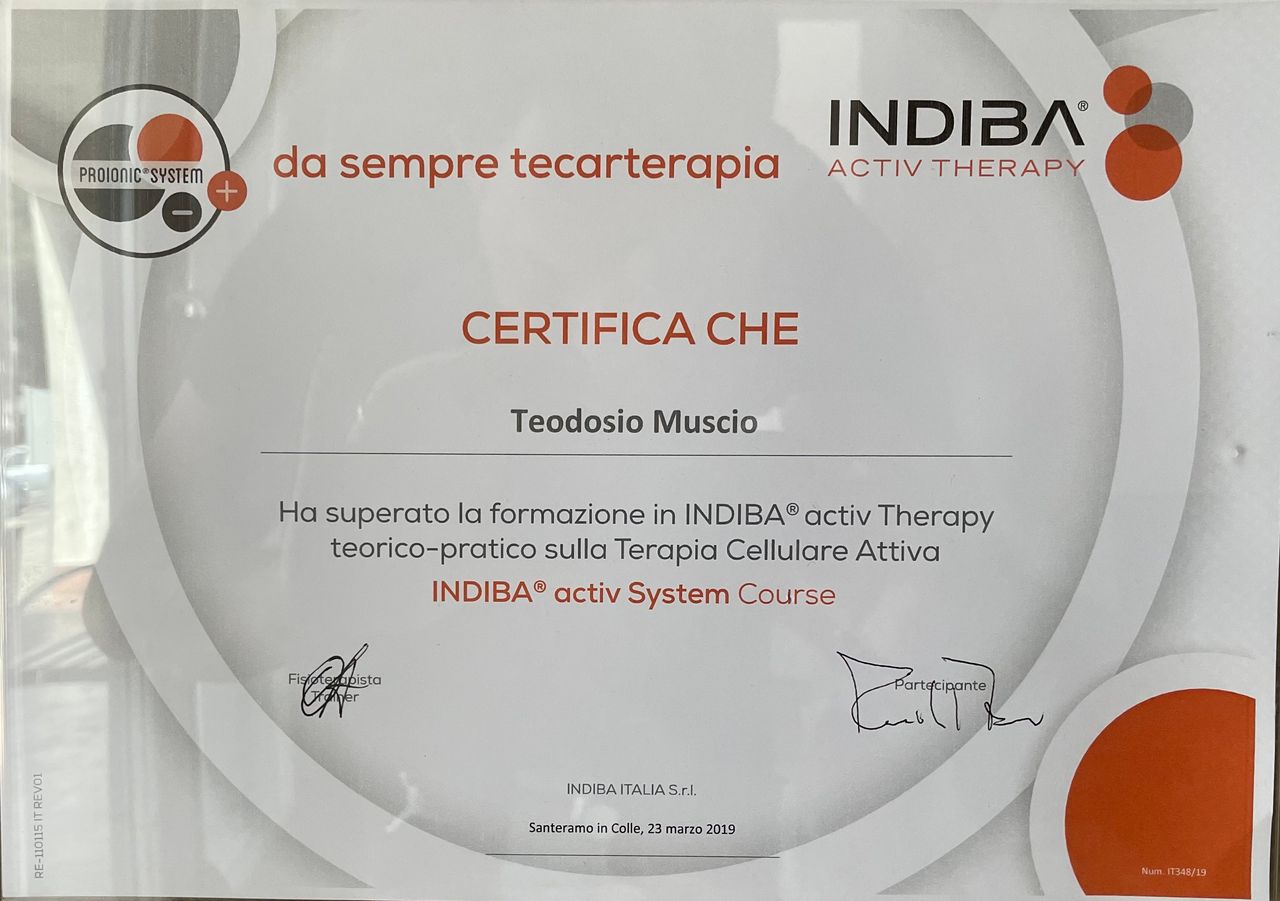 PROIONIC® SYSTEM
da sempre tecarterapia
INDIBA®
ACTIV THERAPY
CERTIFICA CHE
Teodosio Muscio
Ha superato la formazione in INDIBA® activ Therapy
teorico-pratico sulla Terapia Cellulare Attiva
INDIBA® activ System Course
Fisioterapista
Trainer
Partecipante
INDIBA ITALIA S.r.l.
Santeramo in Colle, 23 marzo 2019
RE-110115 IT REV01
Num. IT348/19